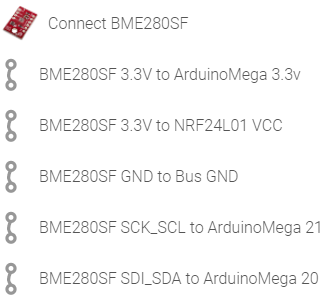 Connect BME280SF
BME280SF 3.3V to ArduinoMega 3.3v
BME280SF 3.3V to NRF24L01 VCC
BME280SF GND to Bus GND
BME280SF SCK_SCL to ArduinoMega 21
BME280SF SDI_SDA to ArduinoMega 20